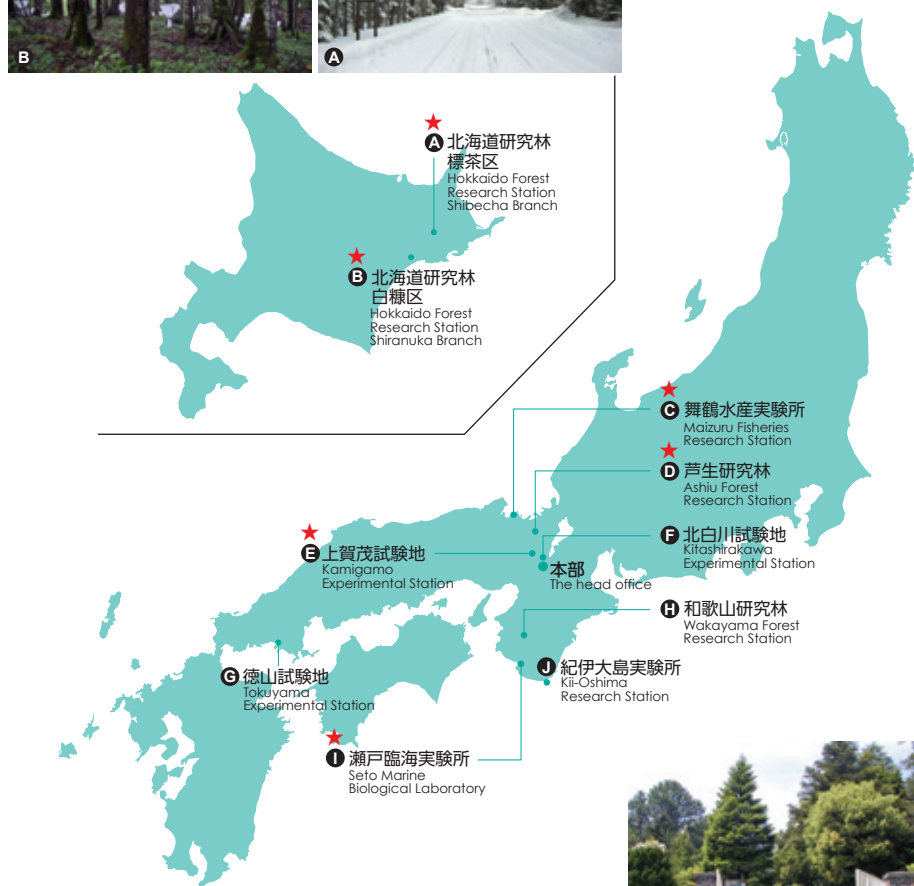 B
A
A 北海道研究林
標茶区
Hokkaido Forest
Research Station
Shibecha Branch
B 北海道研究林
白糠区
Hokkaido Forest
Research Station
Shiranuka Branch
C 舞鶴水産実験所
Maizuru Fisheries
Research Station
D 芦生研究林
Ashiu Forest
Research Station
E 上賀茂試験地
Kamigamo
Experimental Station
F 北白川試験地
Kitashirakawa
Experimental Station
本部
The head office
H 和歌山研究林
Wakayama Forest
Research Station
G 徳山試験地
Tokuyama
Experimental Station
J 紀伊大島実験所
Kii-Oshima
Research Station
I 瀬戸臨海実験所
Seto Marine
Biological Laboratory